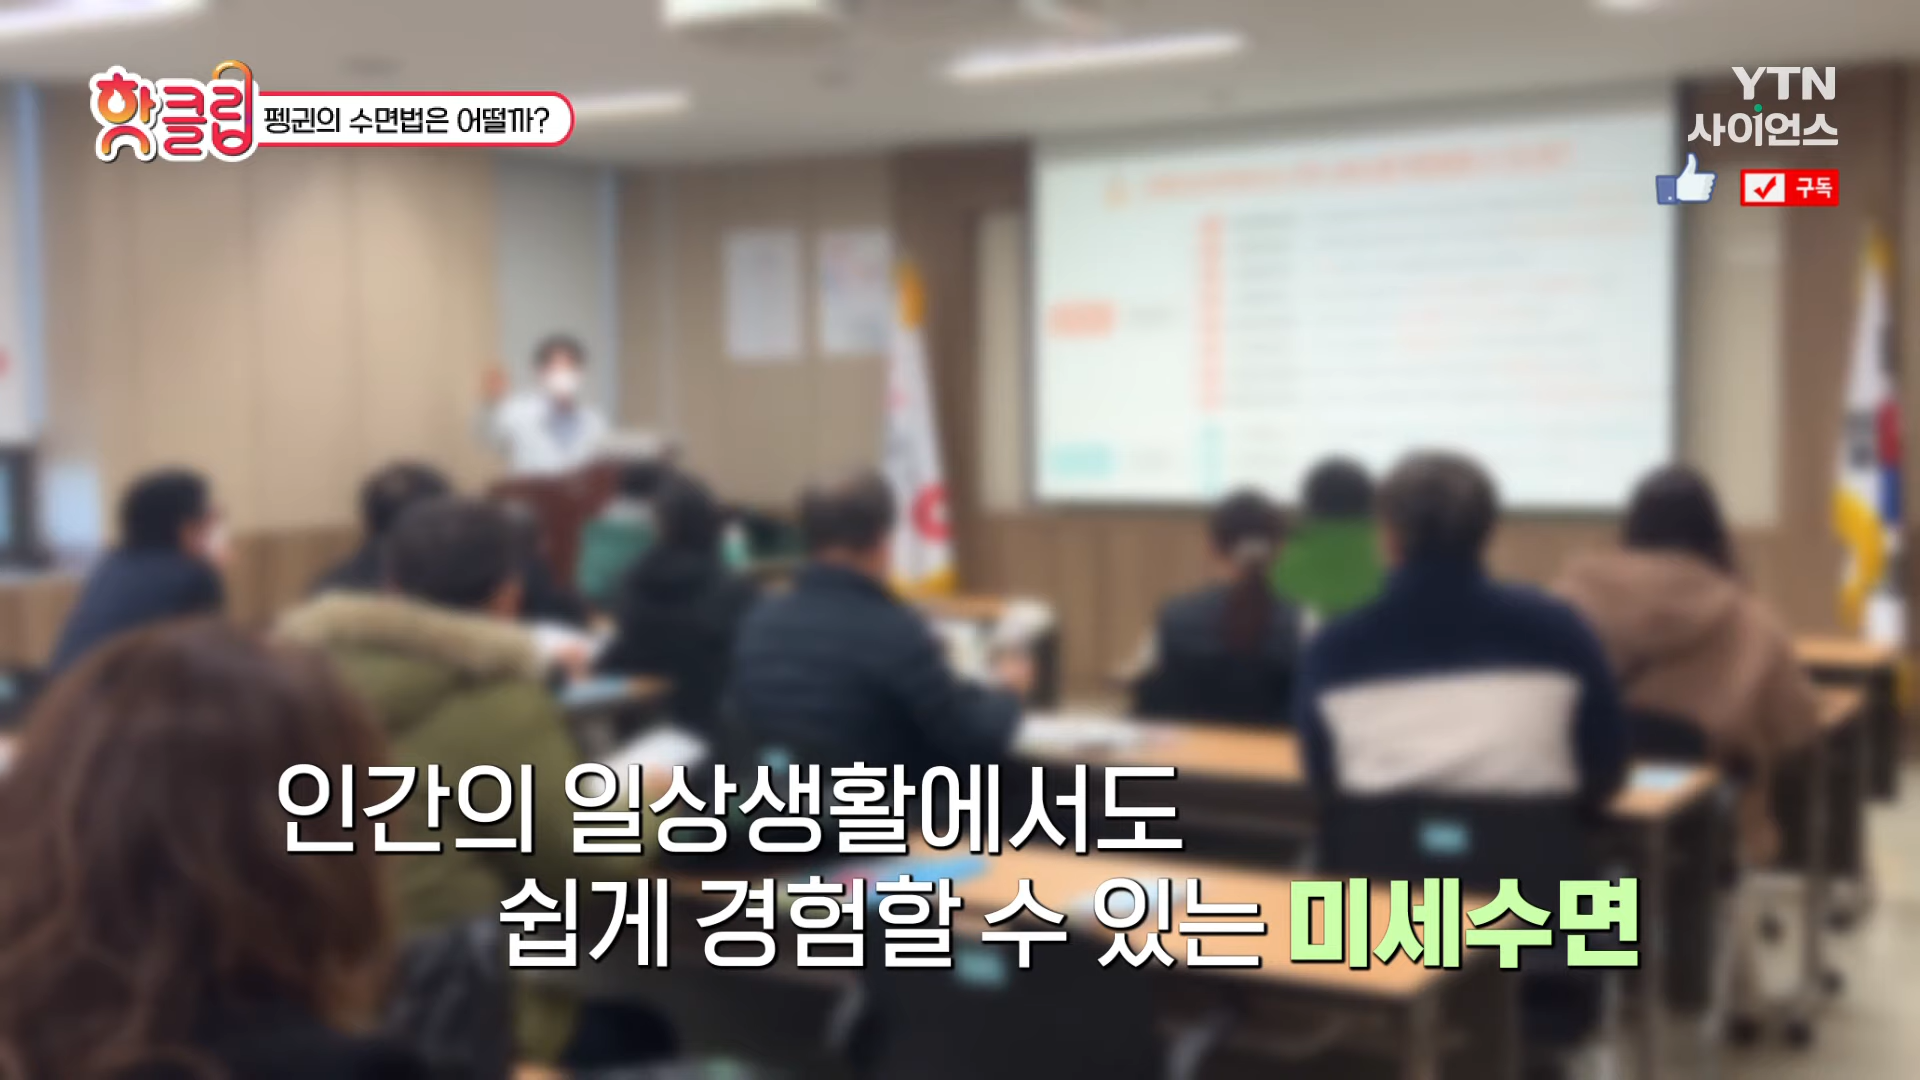 핫클립
펭귄의 수면법은 어떨까?
YTN
사이언스
구독
인간의 일상생활에서도
쉽게 경험할 수 있는 미세수면